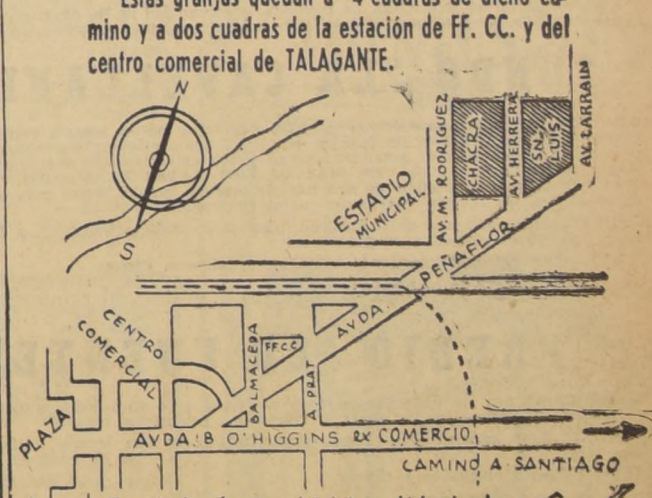 Estas granjas quedan a 4 cuadras de dicho ca-
mino y a dos cuadras de la estación de FF. CC. y del
centro comercial de TALAGANTE.
N
S
ESTADIO
MUNICIPAL
AV. M. RODRIGUEZ
CHACRA
AV. HERRERA
SN. LUIS
AV. LARRAIN
AVDA. PEÑAFLOR
CENTRO
COMERCIAL
BALMACEDA
FF.CC
A. PRAT
PLAZA
AVDA. B O'HIGGINS ex COMERCIO
CAMINO A SANTIAGO